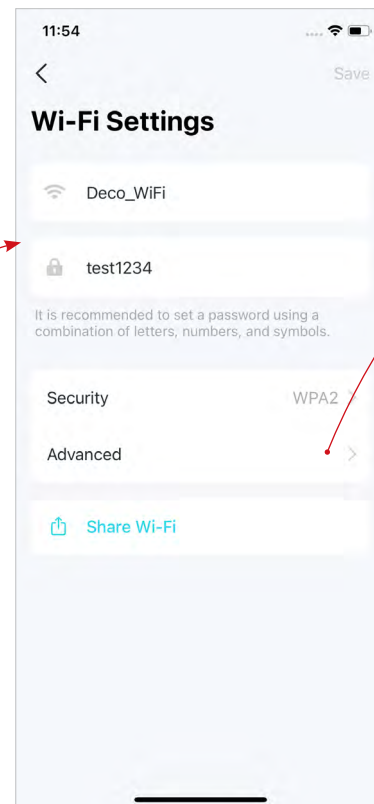 11:54
Save
Wi-Fi Settings
Deco_WiFi
test1234
It is recommended to set a password using a
combination of letters, numbers, and symbols.
Security WPA2
Advanced
Share Wi-Fi